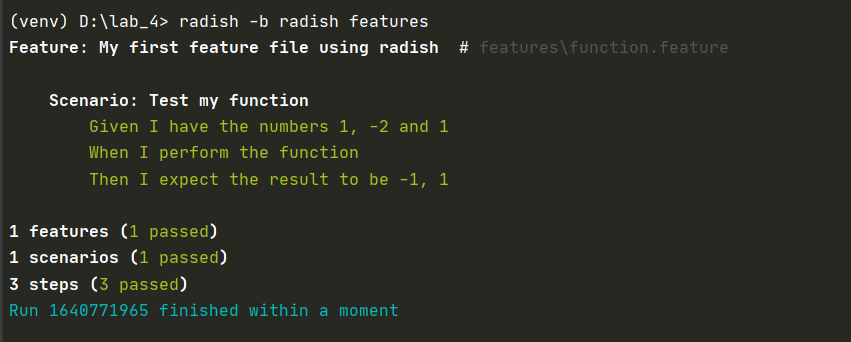 (venv) D:\lab_4> radish -b radish features
Feature: My first feature file using radish  # features\function.feature
Scenario: Test my function
Given I have the numbers 1, -2 and 1
When I perform the function
Then I expect the result to be -1, 1
1 features (1 passed)
1 scenarios (1 passed)
3 steps (3 passed)
Run 1640771965 finished within a moment